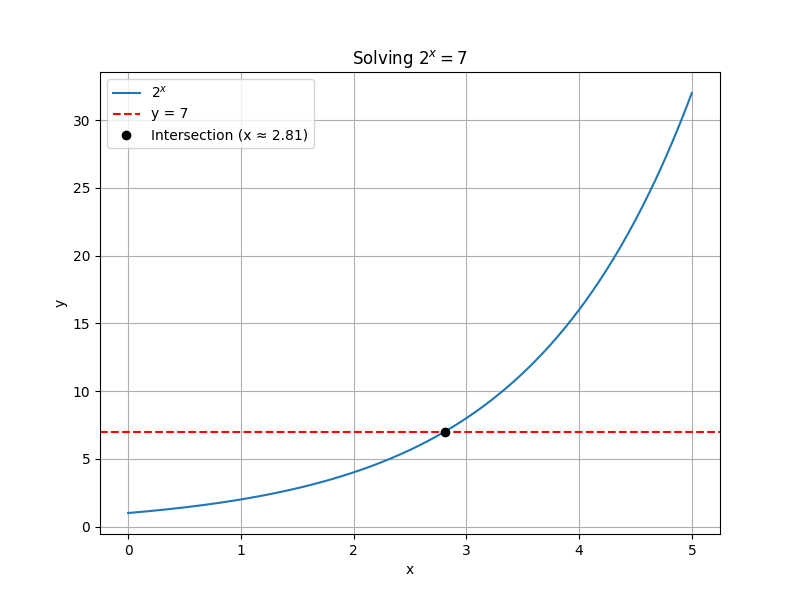 Solving 2^x = 7
2^x
y = 7
Intersection (x ≈ 2.81)
30
25
20
15
10
5
0
y
0 1 2 3 4 5
x